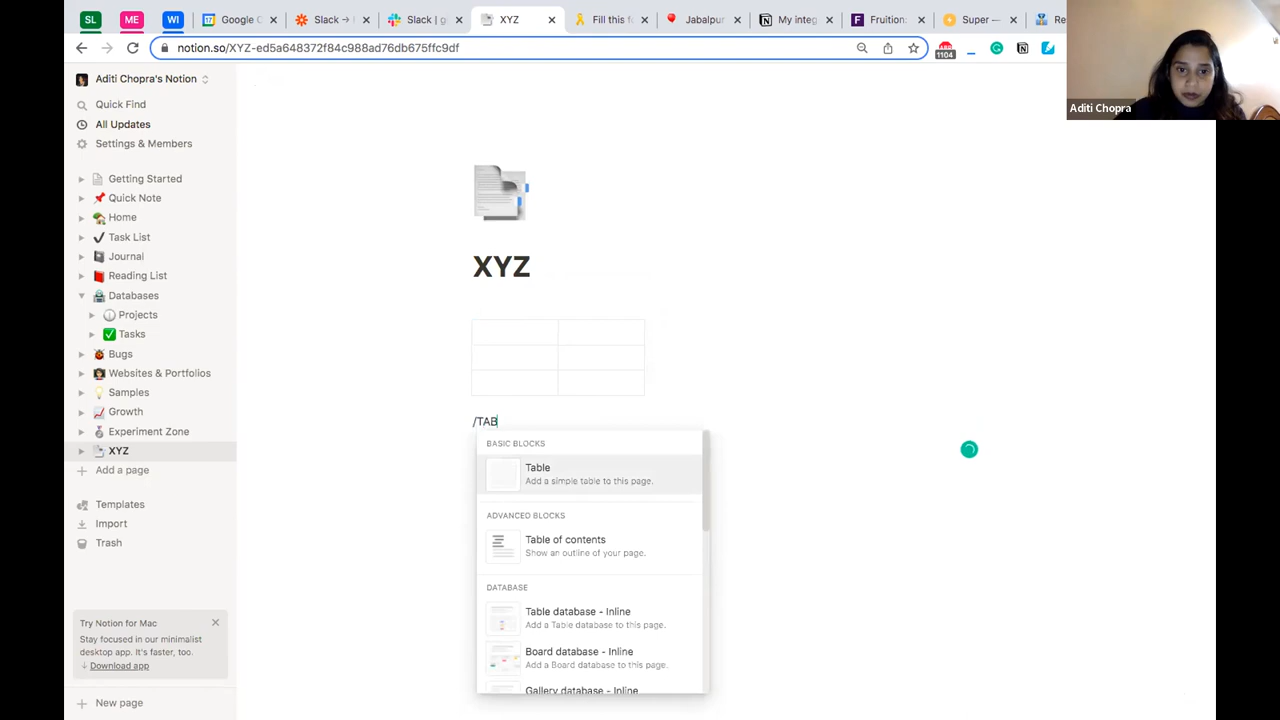 SL
ME
WI
Google C
Slack →
Slack | g
XYZ
Fill this f
Jabalpur
My integ
Fruition:
Super —
Re
notion.so/XYZ-ed5a648372f84c988ad76db675ffc9df
1104
Aditi Chopra
Aditi Chopra's Notion
Quick Find
All Updates
Settings & Members
Getting Started
Quick Note
Home
Task List
Journal
Reading List
Databases
Projects
Tasks
Bugs
Websites & Portfolios
Samples
Growth
Experiment Zone
XYZ
Add a page
Templates
Import
Trash
Try Notion for Mac
Stay focused in our minimalist
desktop app. It's faster, too.
Download app
New page
XYZ
/TAB
BASIC BLOCKS
Table
Add a simple table to this page.
ADVANCED BLOCKS
Table of contents
Show an outline of your page.
DATABASE
Table database - Inline
Add a Table database to this page.
Board database - Inline
Add a Board database to this page.
Gallery database - Inline